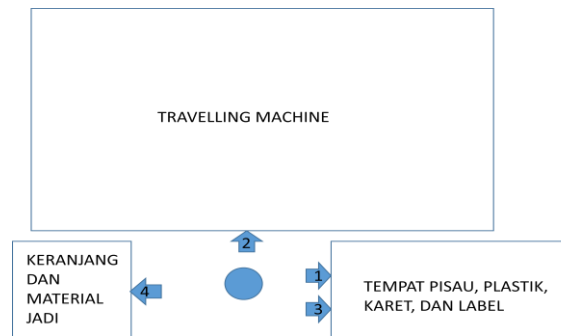 TRAVELLING MACHINE
2
KERANJANG
DAN
MATERIAL
JADI
4
1
3
TEMPAT PISAU, PLASTIK,
KARET, DAN LABEL